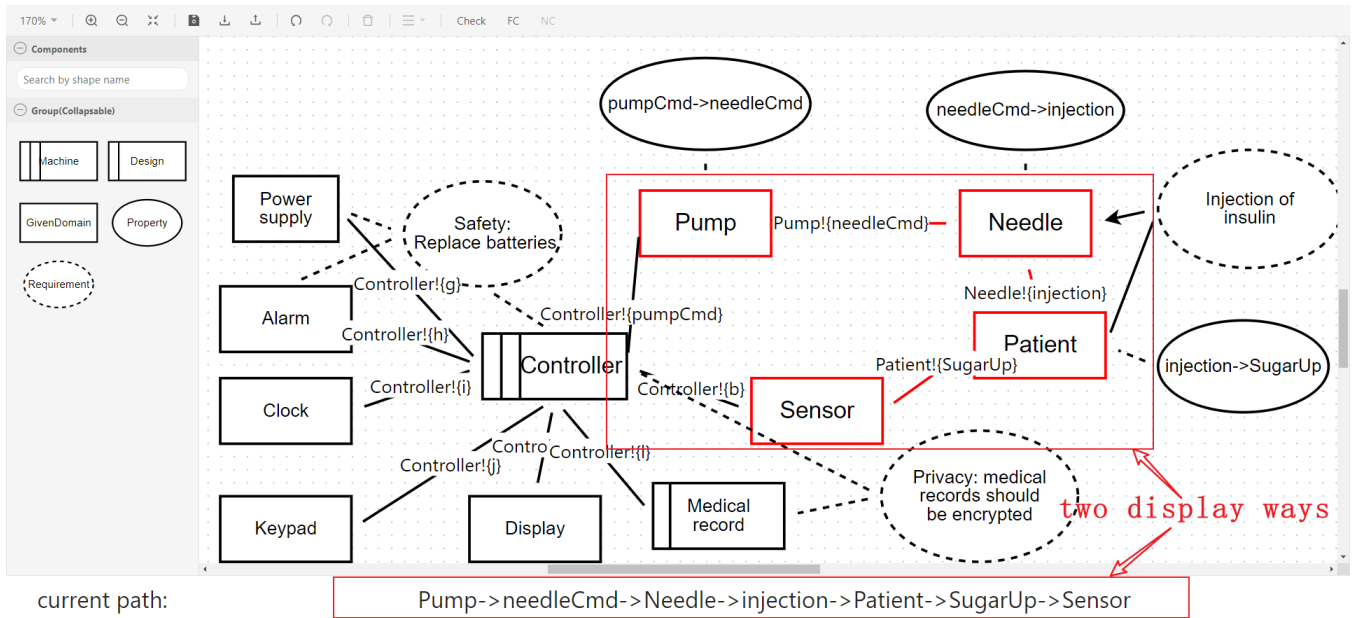 170%
Check
FC
NC
Components
Search by shape name
Group(Collapsable)
Machine
Design
GivenDomain
Property
Requirement
pumpCmd->needleCmd
needleCmd->injection
Power
supply
Safety:
Replace batteries
Pump
Pump!{needleCmd}
Needle
Injection of
insulin
Controller!{g}
Needle!{injection}
Alarm
Controller!{pumpCmd}
Controller!{h}
Patient
Controller
Patient!{SugarUp}
injection->SugarUp
Controller!{i}
Controller!{b}
Clock
Sensor
Contro
Controller!{l}
Controller!{j}
Privacy: medical
records should
be encrypted
Medical
record
Keypad
Display
two display ways
current path:
Pump->needleCmd->Needle->injection->Patient->SugarUp->Sensor